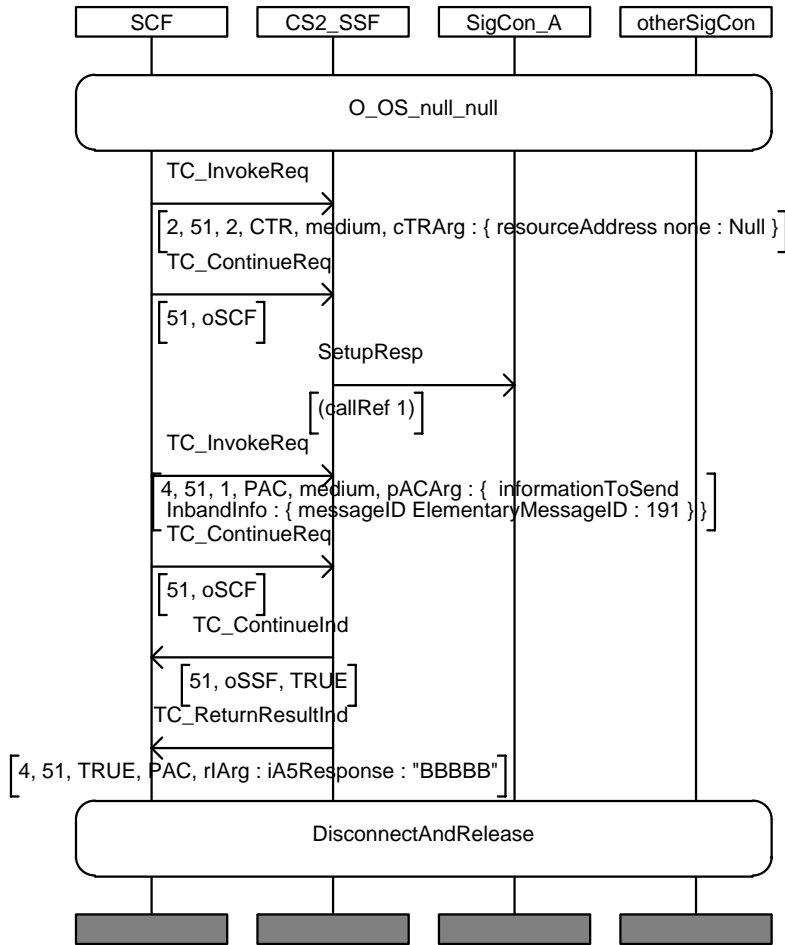 SCF CS2_SSF SigCon_A otherSigCon
O_OS_null_null
TC_InvokeReq
2, 51, 2, CTR, medium, cTRArg : { resourceAddress none : Null }
TC_ContinueReq
51, oSCF
SetupResp
(callRef 1)
TC_InvokeReq
4, 51, 1, PAC, medium, pACArg : { informationToSend
InbandInfo : { messageID ElementaryMessageID : 191 } }
TC_ContinueReq
51, oSCF
TC_ContinueInd
51, oSSF, TRUE
TC_ReturnResultInd
4, 51, TRUE, PAC, rIArg : iA5Response : "BBBBB"
DisconnectAndRelease